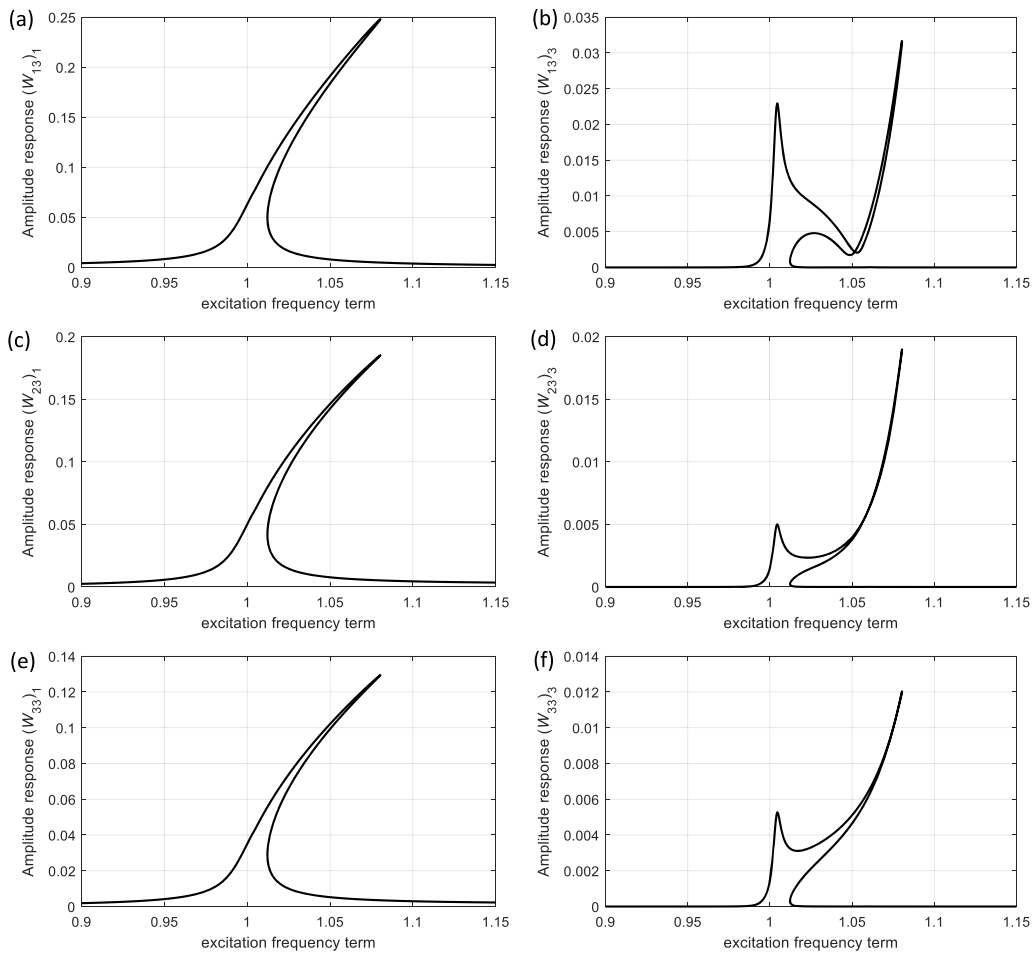 (a)
Amplitude response (W13)1
0.25
0.2
0.15
0.1
0.05
0
0.9 0.95 1 1.05 1.1 1.15
excitation frequency term
(b)
Amplitude response (W13)3
0.035
0.03
0.025
0.02
0.015
0.01
0.005
0
0.9 0.95 1 1.05 1.1 1.15
excitation frequency term
(c)
Amplitude response (W23)1
0.2
0.15
0.1
0.05
0
0.9 0.95 1 1.05 1.1 1.15
excitation frequency term
(d)
Amplitude response (W23)3
0.02
0.015
0.01
0.005
0
0.9 0.95 1 1.05 1.1 1.15
excitation frequency term
(e)
Amplitude response (W33)1
0.14
0.12
0.1
0.08
0.06
0.04
0.02
0
0.9 0.95 1 1.05 1.1 1.15
excitation frequency term
(f)
Amplitude response (W33)3
0.014
0.012
0.01
0.008
0.006
0.004
0.002
0
0.9 0.95 1 1.05 1.1 1.15
excitation frequency term